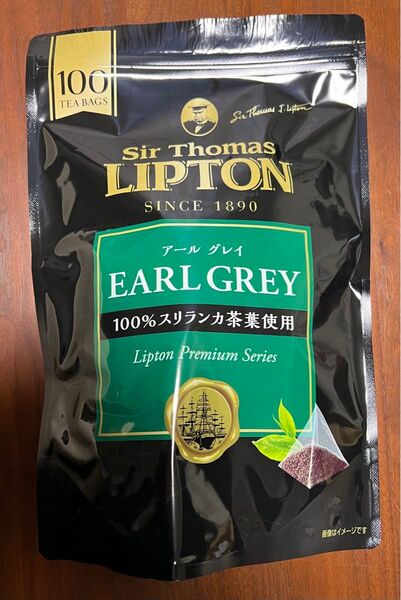 100
TEA BAGS
Sir Thomas J. Lipton
Sir Thomas
LIPTON
SINCE 1890
アール グレイ
EARL GREY
100%スリランカ茶葉使用
Lipton Premium Series
画像はイメージです